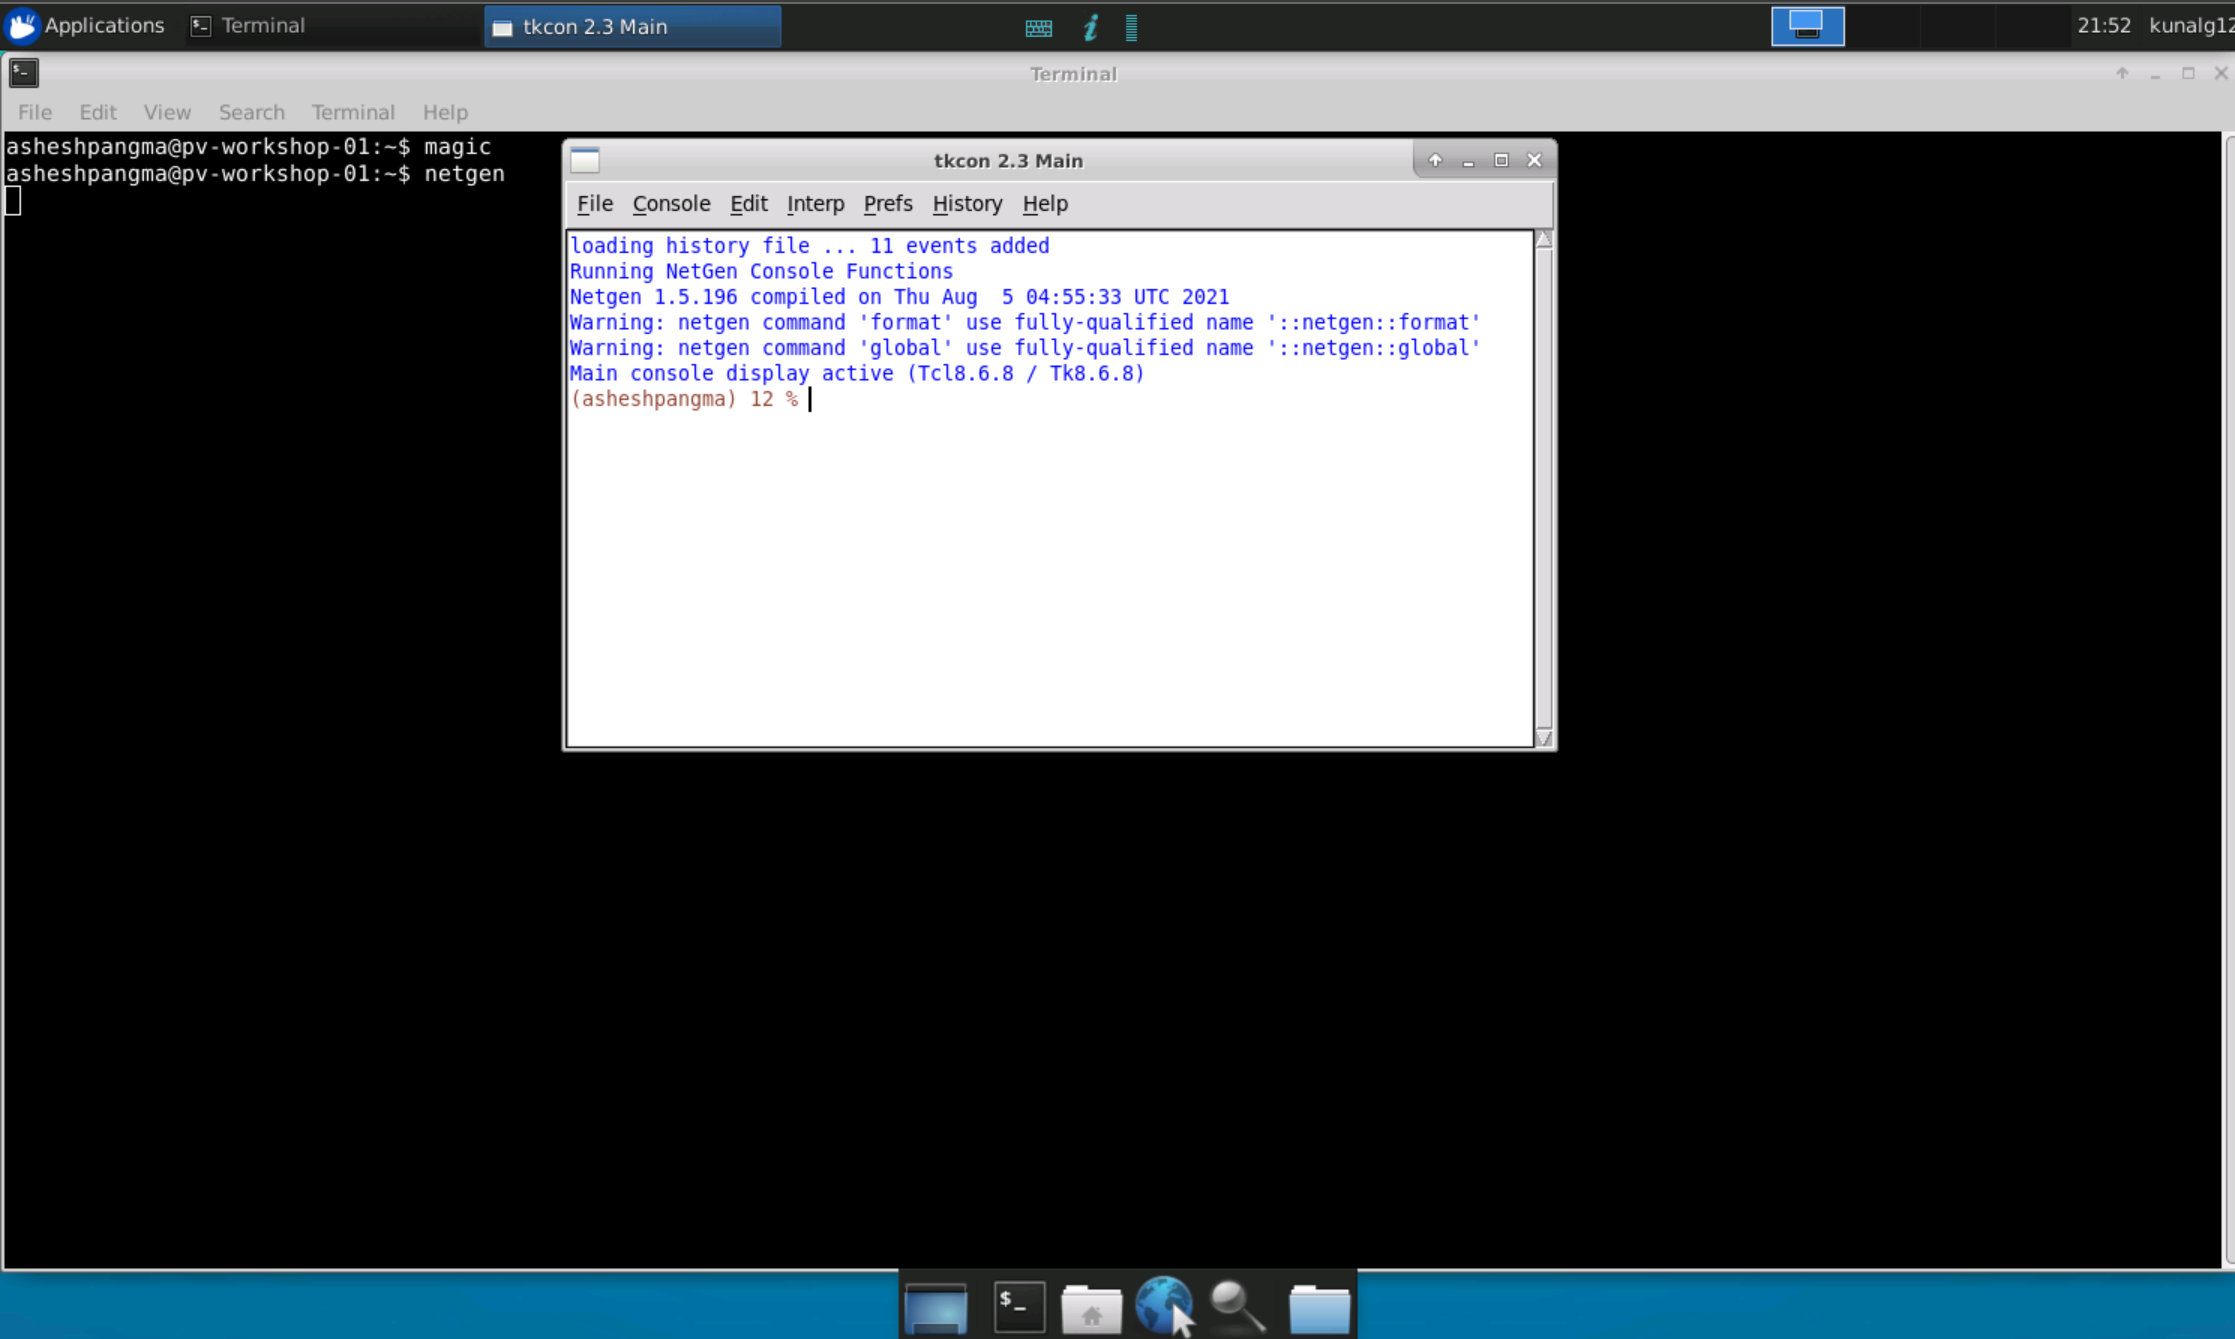 Applications Terminal tkcon 2.3 Main 21:52 kunalg12
Terminal
File Edit View Search Terminal Help
asheshpangma@pv-workshop-01:~$ magic
asheshpangma@pv-workshop-01:~$ netgen
tkcon 2.3 Main
File Console Edit Interp Prefs History Help
loading history file ... 11 events added
Running NetGen Console Functions
Netgen 1.5.196 compiled on Thu Aug  5 04:55:33 UTC 2021
Warning: netgen command 'format' use fully-qualified name '::netgen::format'
Warning: netgen command 'global' use fully-qualified name '::netgen::global'
Main console display active (Tcl8.6.8 / Tk8.6.8)
(asheshpangma) 12 %